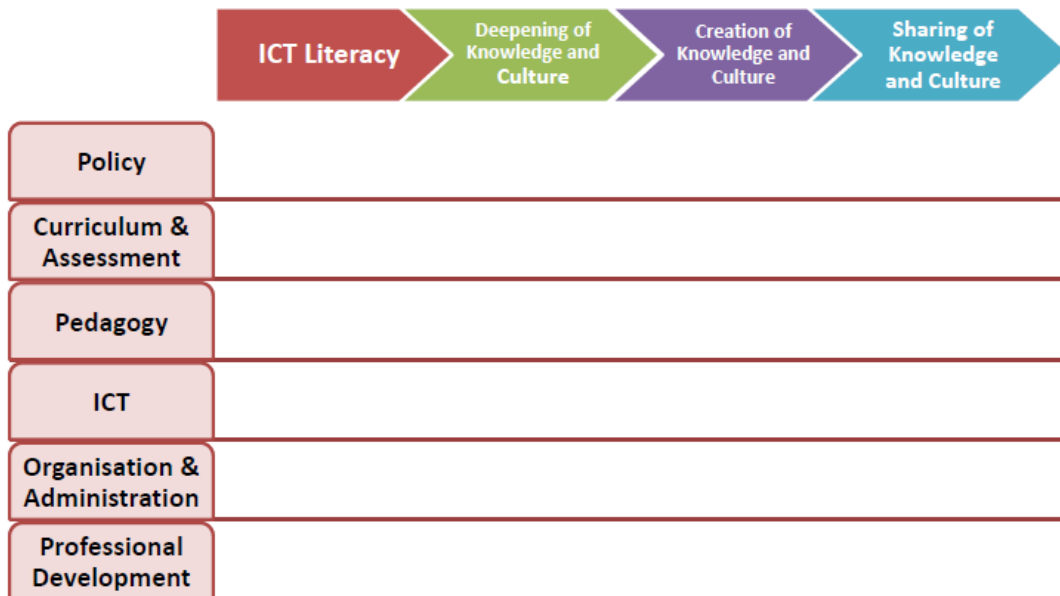 ICT Literacy
Deepening of
Knowledge and
Culture
Creation of
Knowledge and
Culture
Sharing of
Knowledge
and Culture
Policy
Curriculum &
Assessment
Pedagogy
ICT
Organisation &
Administration
Professional
Development